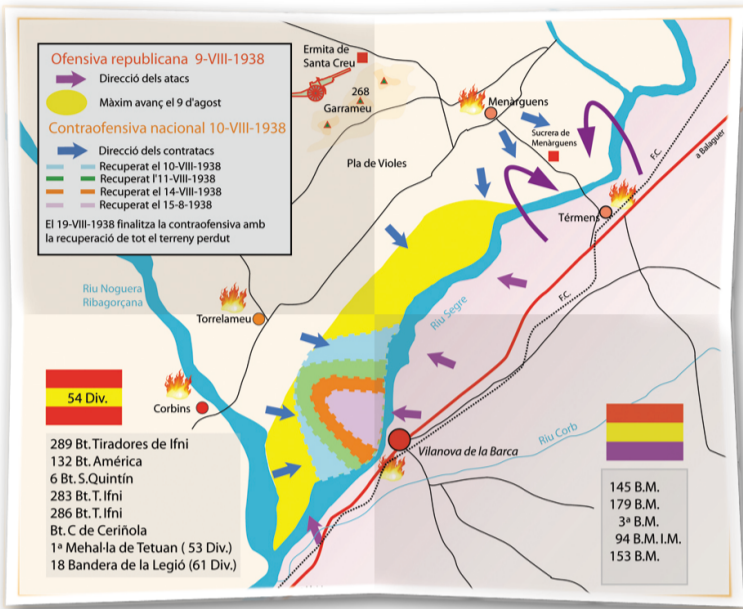 Ofensiva republicana 9-VIII-1938
Direcció dels atacs
Màxim avanç el 9 d'agost
Contraofensiva nacional 10-VIII-1938
Direcció dels contratacs
Recuperat el 10-VIII-1938
Recuperat l'11-VIII-1938
Recuperat el 14-VIII-1938
Recuperat el 15-8-1938
El 19-VIII-1938 finalitza la contraofensiva amb
la recuperació de tot el terreny perdut
Ermita de
Santa Creu
268
Garrameu
Menàrguens
Sucrera de
Menàrguens
Pla de Violes
F.C.
a Balaguer
Térmens
Riu Noguera
Ribagorçana
Riu Segre
F.C.
Torrelameu
Corbins
Riu Corb
Vilanova de la Barca
54 Div.
289 Bt. Tiradores de Ifni
132 Bt. América
6 Bt. S.Quintín
283 Bt. T. Ifni
286 Bt. T. Ifni
Bt. C de Ceriñola
1ª Mehal·la de Tetuan ( 53 Div.)
18 Bandera de la Legió (61 Div.)
145 B.M.
179 B.M.
3ª B.M.
94 B.M. I.M.
153 B.M.